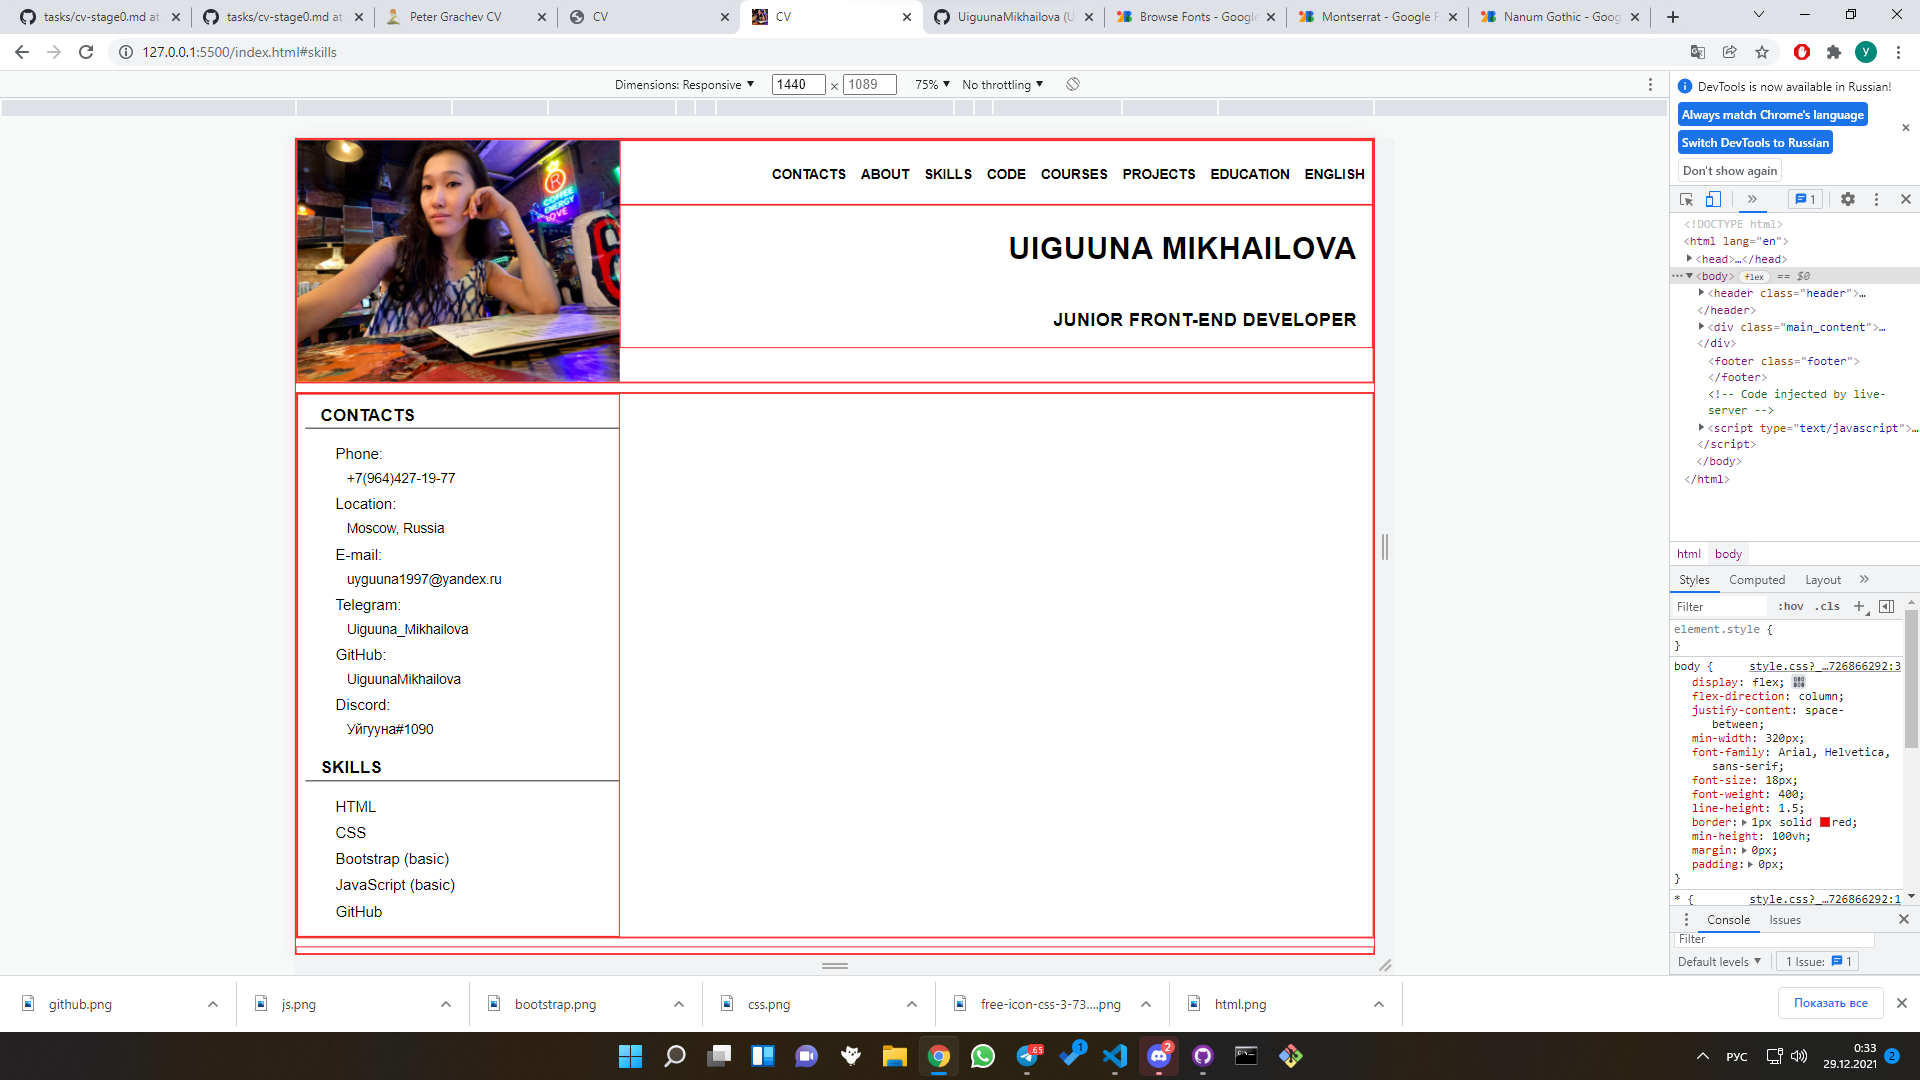 tasks/cv-stage0.md at
tasks/cv-stage0.md at
Peter Grachev CV
CV
CV
UiguunaMikhailova (U
Browse Fonts - Google
Montserrat - Google F
Nanum Gothic - Goog
127.0.0.1:5500/index.html#skills
y
Dimensions: Responsive ▼
1440
×
1089
75% ▼
No throttling ▼
CONTACTS
ABOUT
SKILLS
CODE
COURSES
PROJECTS
EDUCATION
ENGLISH
UIGUUNA MIKHAILOVA
JUNIOR FRONT-END DEVELOPER
COFFEE
ENERGY
LOVE
CONTACTS
Phone:
+7(964)427-19-77
Location:
Moscow, Russia
E-mail:
uyguuna1997@yandex.ru
Telegram:
Uiguuna_Mikhailova
GitHub:
UiguunaMikhailova
Discord:
Уйгууна#1090
SKILLS
HTML
CSS
Bootstrap (basic)
JavaScript (basic)
GitHub
DevTools is now available in Russian!
Always match Chrome's language
Switch DevTools to Russian
Don't show again
1
<!DOCTYPE html>
<html lang="en">
<head>…</head>
<body> flex == $0
<header class="header">…
</header>
<div class="main_content">…
</div>
<footer class="footer">
</footer>
<!-- Code injected by live-
server -->
<script type="text/javascript">…
</script>
</body>
</html>
html body
Styles Computed Layout
Filter :hov .cls
element.style {
}
body { style.css?_…726866292:3
display: flex;
flex-direction: column;
justify-content: space-
between;
min-width: 320px;
font-family: Arial, Helvetica,
sans-serif;
font-size: 18px;
font-weight: 400;
line-height: 1.5;
border: 1px solid red;
min-height: 100vh;
margin: 0px;
padding: 0px;
}
* { style.css?_…726866292:1
Console Issues
Filter
Default levels ▼ 1 Issue: 1
github.png
js.png
bootstrap.png
css.png
free-icon-css-3-73....png
html.png
Показать все
65
1
2
РУС
0:33
29.12.2021
2